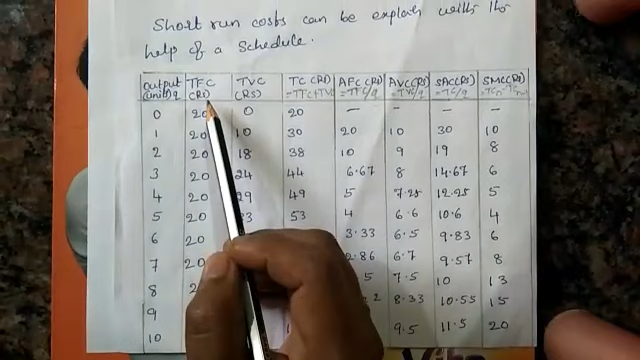 Short run costs can be explain with the
help of a Schedule.
Output (units) q TFC (Rs) TVC (Rs) TC (Rs) =TFC+TVC AFC (Rs) =TFC/q AVC (Rs) =TVC/q SAC (Rs) =TC/q SMC (Rs) =TCn-TCn-1
0 20 0 20 — — — —
1 20 10 30 20 10 30 10
2 20 18 38 10 9 19 8
3 20 24 44 6.67 8 14.67 6
4 20 29 49 5 7.25 12.25 5
5 20 53 4 6.6 10.6 4
6 20 3.33 6.5 9.83 6
7 20 6.7 9.57 8
8 5 7.5 10 13
9 8.33 10.55 15
10 9.5 11.5 20